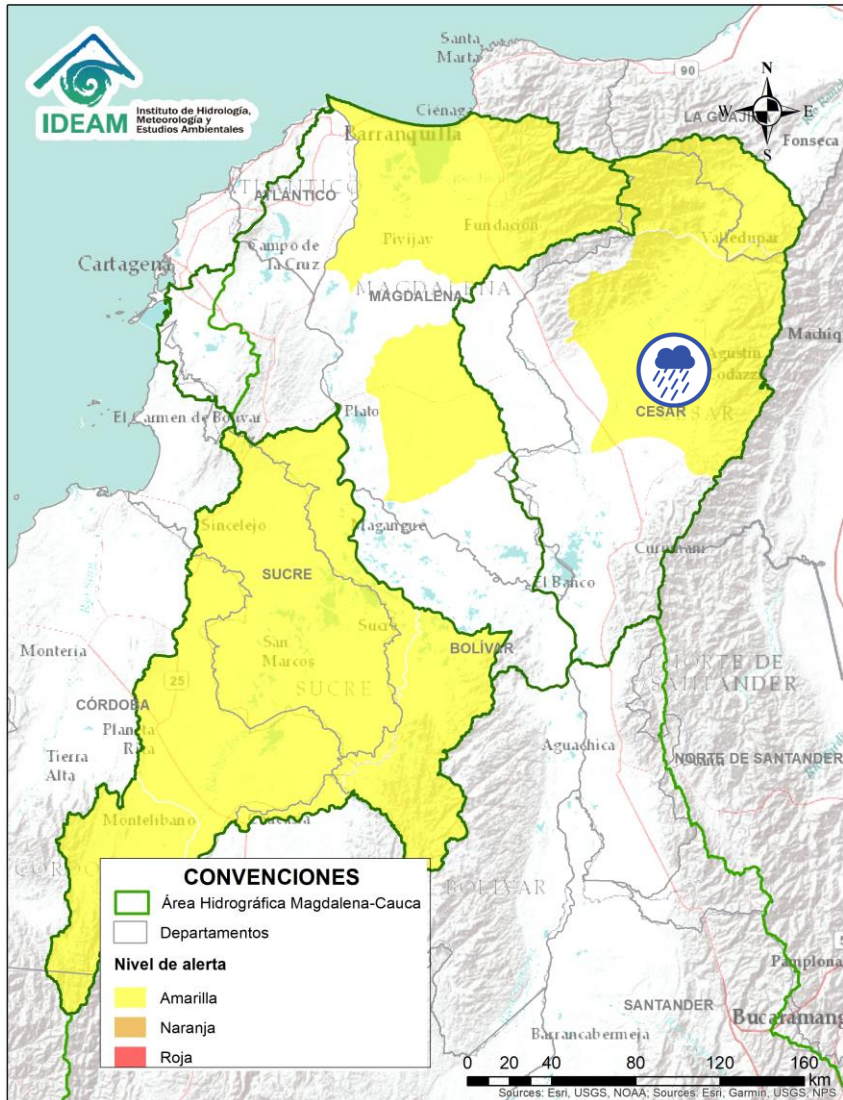 IDEAM
Instituto de Hidrología,
Meteorología y
Estudios Ambientales
Santa
Marta
90
N
W
E
S
LA GUAJIRA
Fonseca
Ciénaga
Barranquilla
ATLÁNTICO
Campo de
la Cruz
Pivijay
Fundación
Valledupar
Cartagena
MAGDALENA
MAGDALENA
Machiq
Agustín
Codazzi
CESAR
El Carmen de Bolívar
Plato
Sincelejo
Magangué
Curumaní
SUCRE
El Banco
Sucre
San
Marcos
BOLÍVAR
Montería
25
SUCRE
NORTE DE
SANTANDER
CÓRDOBA
Planeta
Rica
Aguachica
NORTE DE SANTANDER
Tierra
Alta
Montelíbano
BOLÍVAR
CONVENCIONES
Área Hidrográfica Magdalena-Cauca
Departamentos
Nivel de alerta
Amarilla
Naranja
Roja
Pamplona
SANTANDER
Bucaramang
Barrancabermeja
0 20 40 80 120 160
Km
Sources: Esri, USGS, NOAA; Sources: Esri, Garmin, USGS, NPS